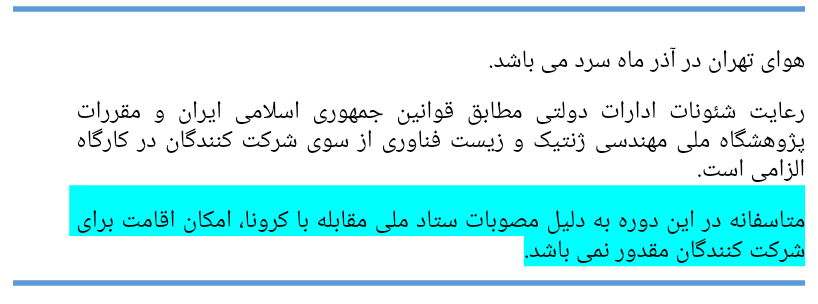 هوای تهران در آذر ماه سرد می باشد.
رعایت شئونات ادارات دولتی مطابق قوانین جمهوری اسلامی ایران و مقررات
پژوهشگاه ملی مهندسی ژنتیک و زیست فناوری از سوی شرکت کنندگان در کارگاه
الزامی است.
متاسفانه در این دوره به دلیل مصوبات ستاد ملی مقابله با کرونا، امکان اقامت برای
شرکت کنندگان مقدور نمی باشد.